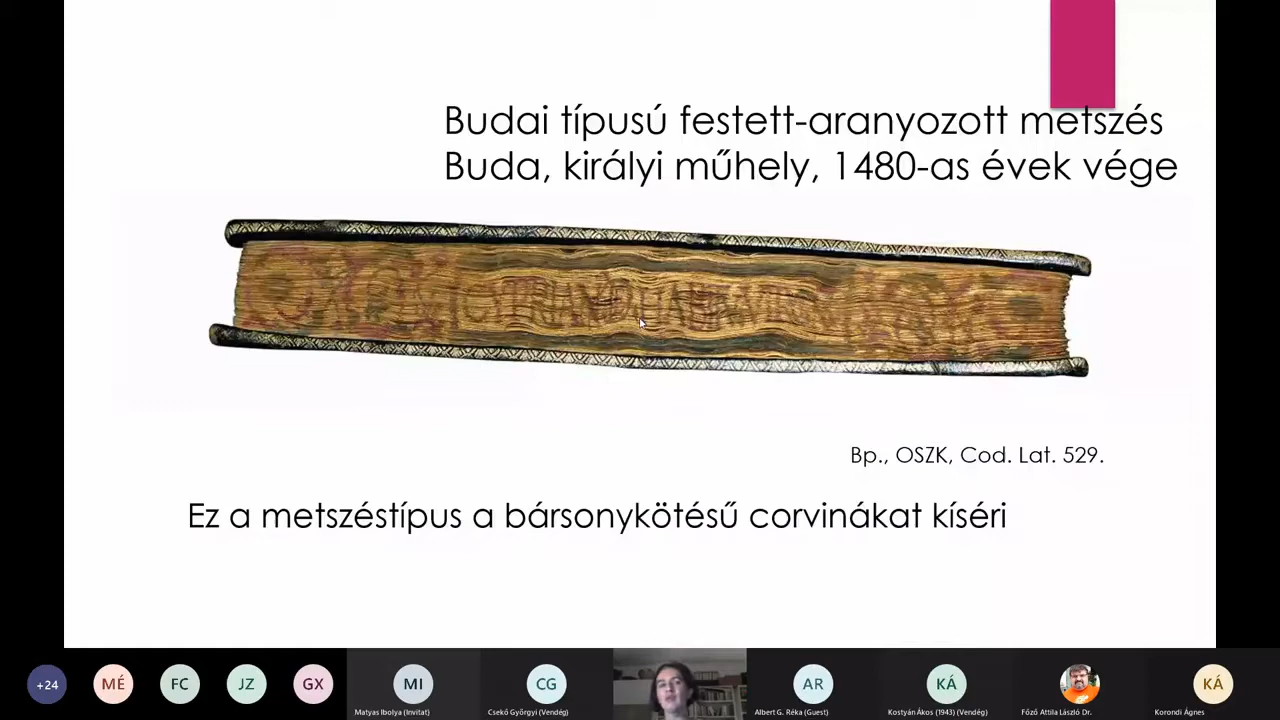 Budai típusú festett-aranyozott metszés
Buda, királyi műhely, 1480-as évek vége
Bp., OSZK, Cod. Lat. 529.
Ez a metszéstípus a bársonykötésű corvinákat kíséri
+24
MÉ
FC
JZ
GX
MI
CG
AR
KÁ
KÁ
Matyas Ibolya (Invitat)
Csekő Györgyi (Vendég)
Albert G. Réka (Guest)
Kostyán Ákos (1943) (Vendég)
Főző Attila László Dr.
Korondi Ágnes